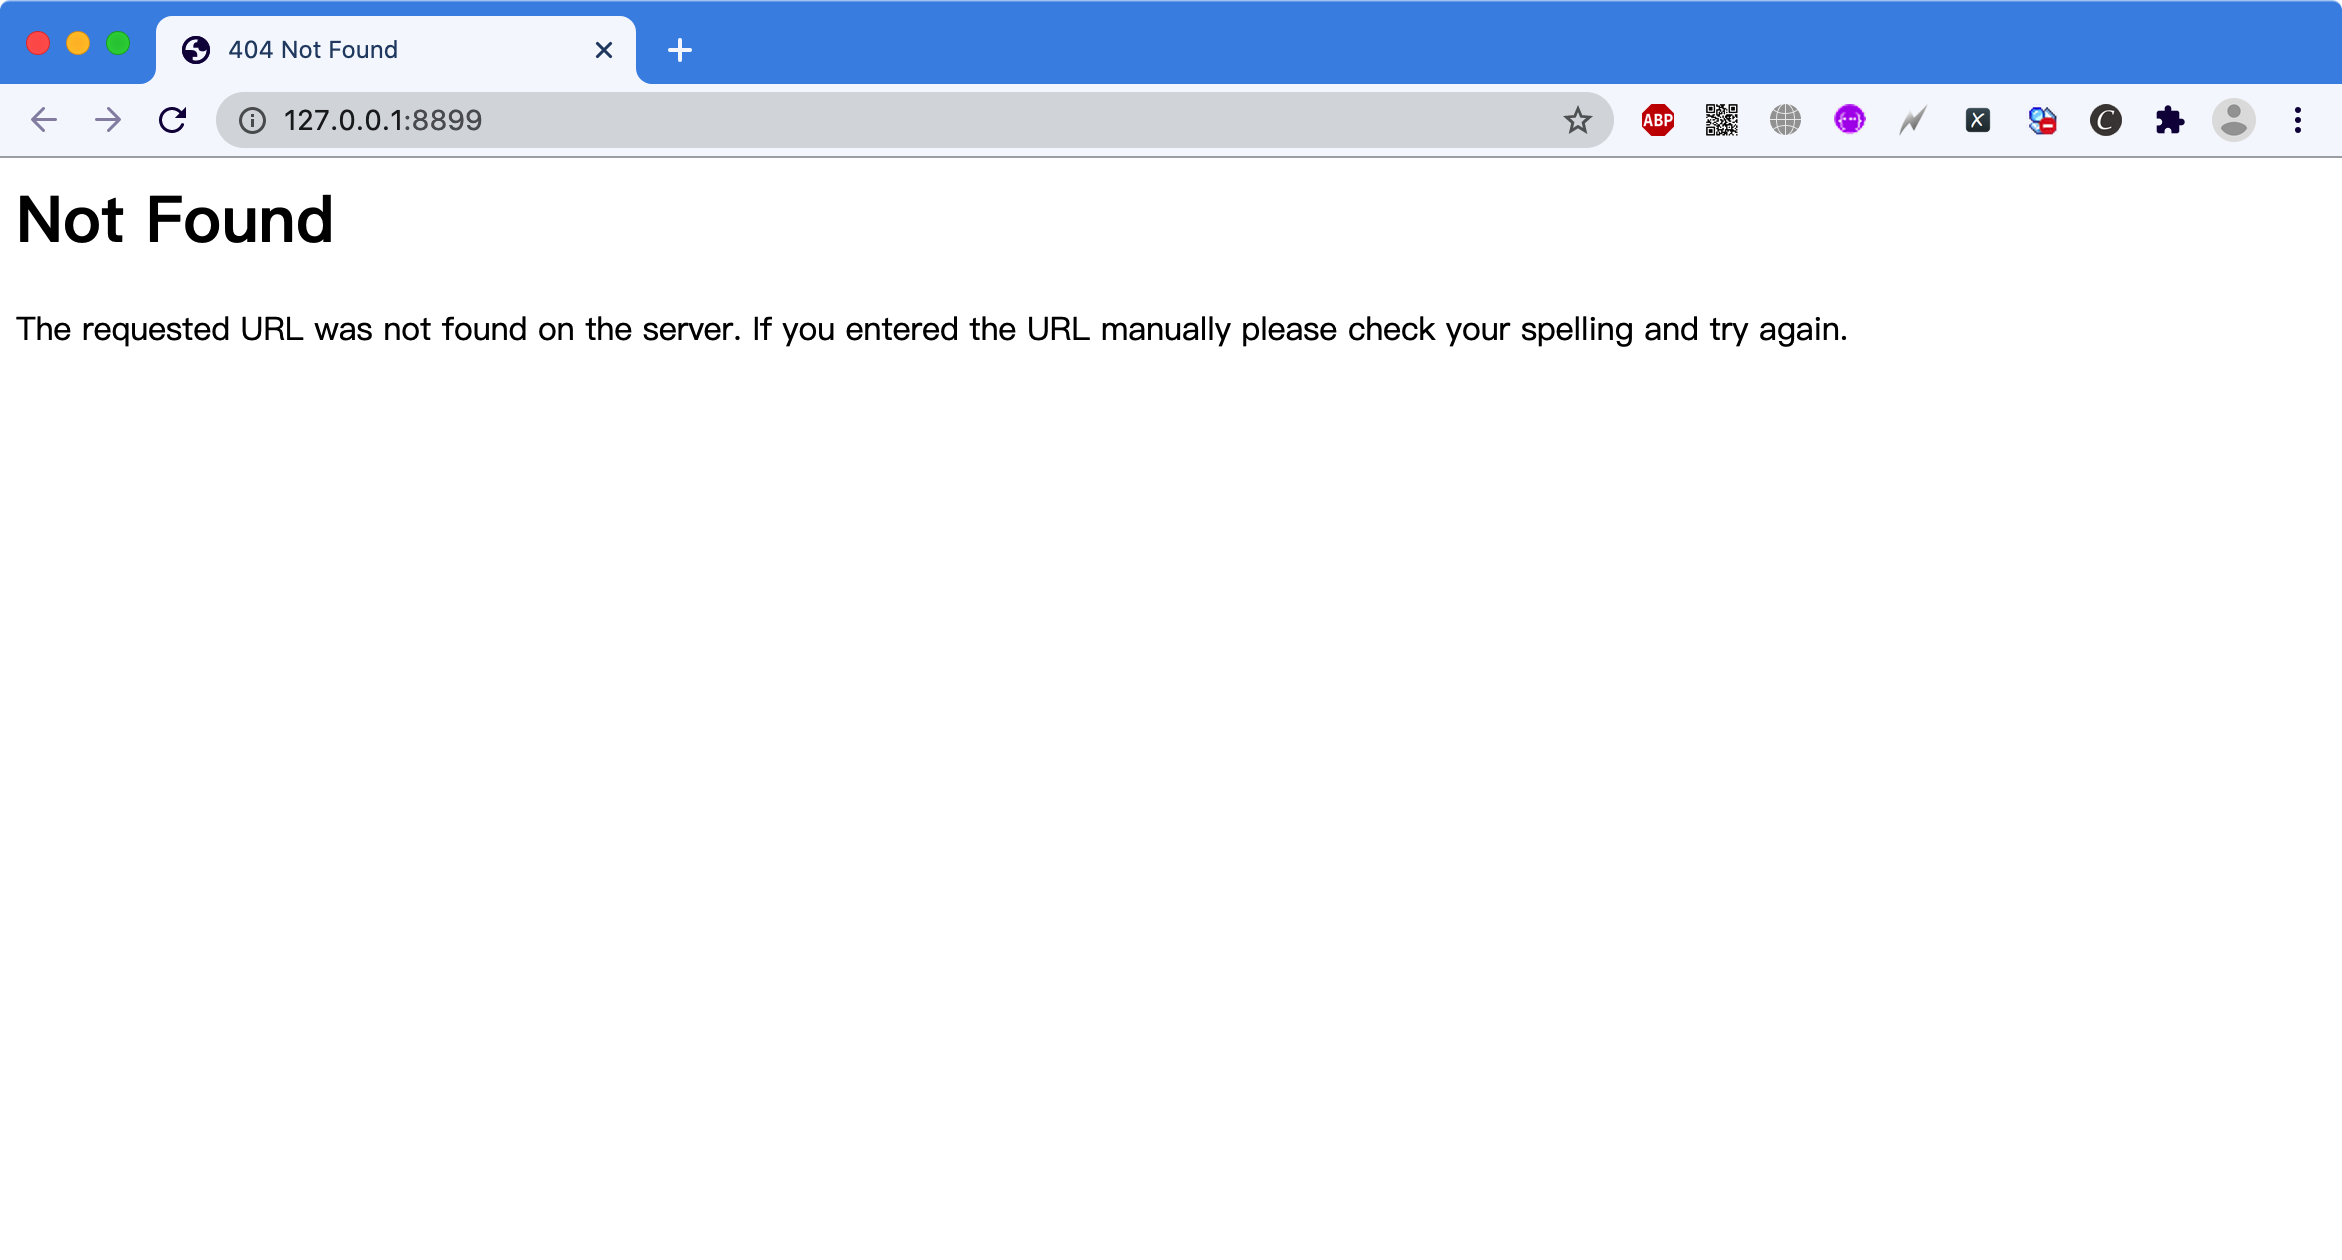 404 Not Found
127.0.0.1:8899
ABP
X
C
Not Found
The requested URL was not found on the server. If you entered the URL manually please check your spelling and try again.